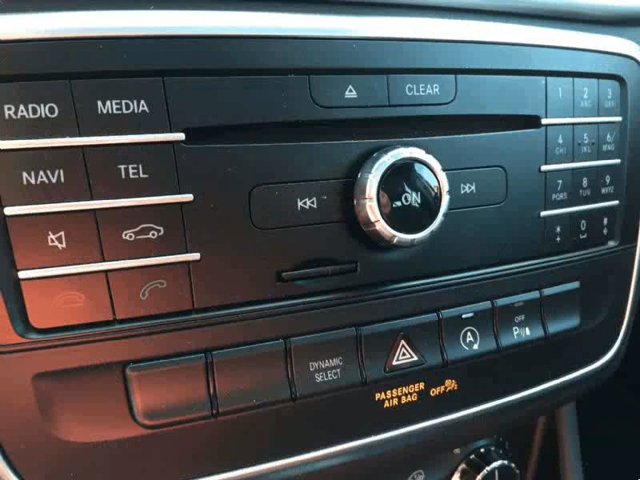 CLEAR
1 2 3
ABC DEF
RADIO MEDIA
4 5 6
GHI JKL MNO
NAVI TEL
ON
7 8 9
PQRS TUV WXYZ
* 0 *
DYNAMIC
SELECT
A
OFF
P
PASSENGER
AIR BAG OFF